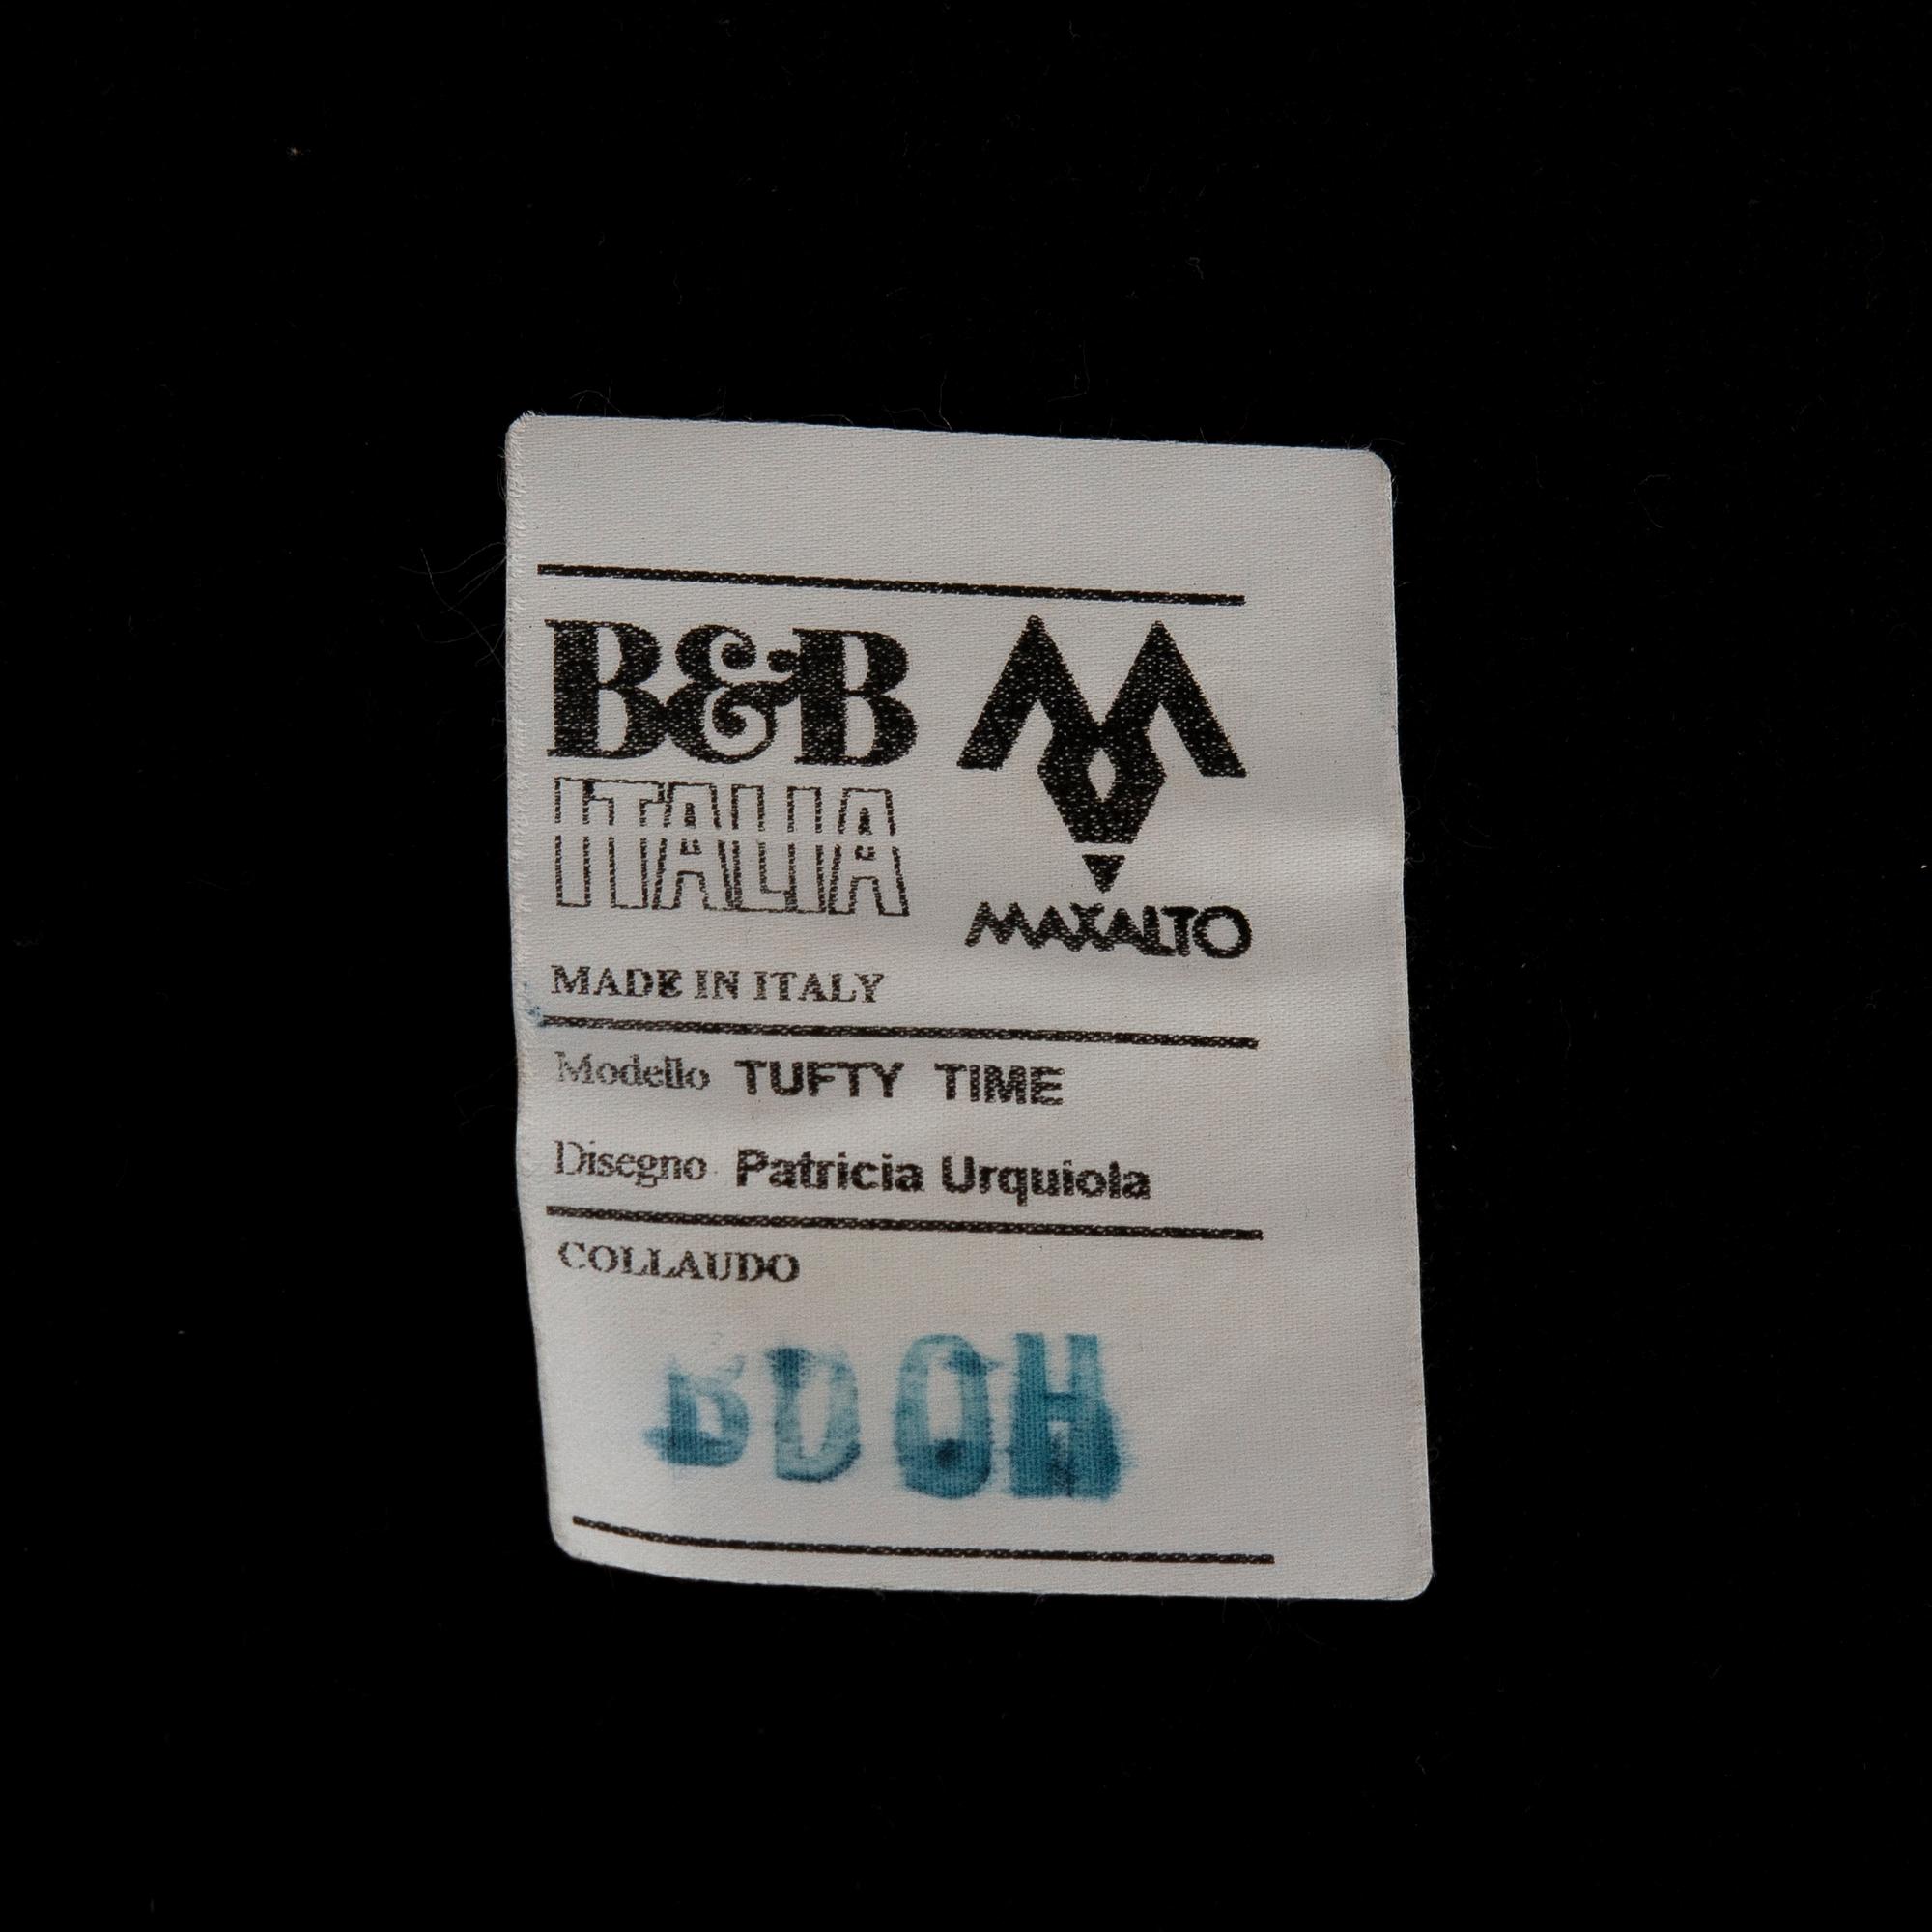 B&B
ITALIA
MAXALTO
MADE IN ITALY
Modello TUFTY TIME
Disegno Patricia Urquiola
COLLAUDO